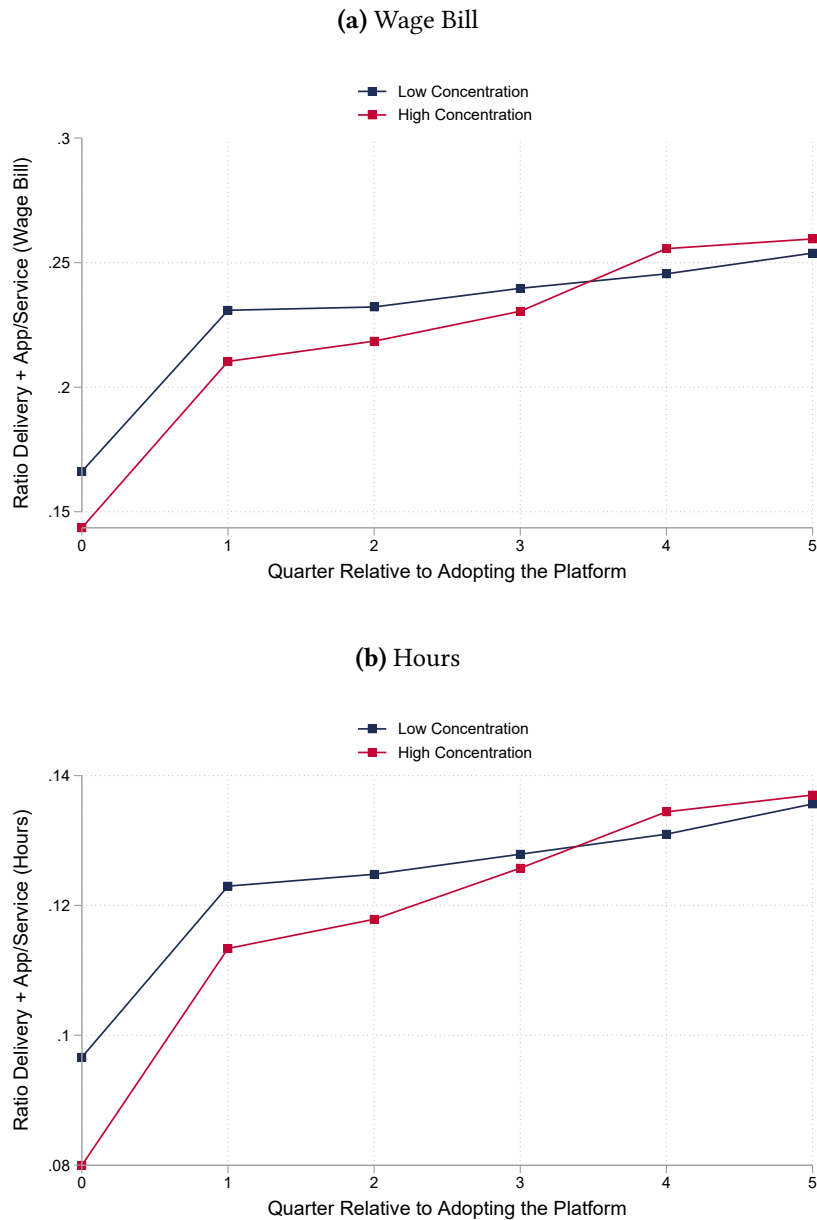 (a) Wage Bill
Low Concentration
High Concentration
Ratio Delivery + App/Service (Wage Bill)
.3
.25
.2
.15
0 1 2 3 4 5
Quarter Relative to Adopting the Platform
(b) Hours
Low Concentration
High Concentration
Ratio Delivery + App/Service (Hours)
.14
.12
.1
.08
0 1 2 3 4 5
Quarter Relative to Adopting the Platform